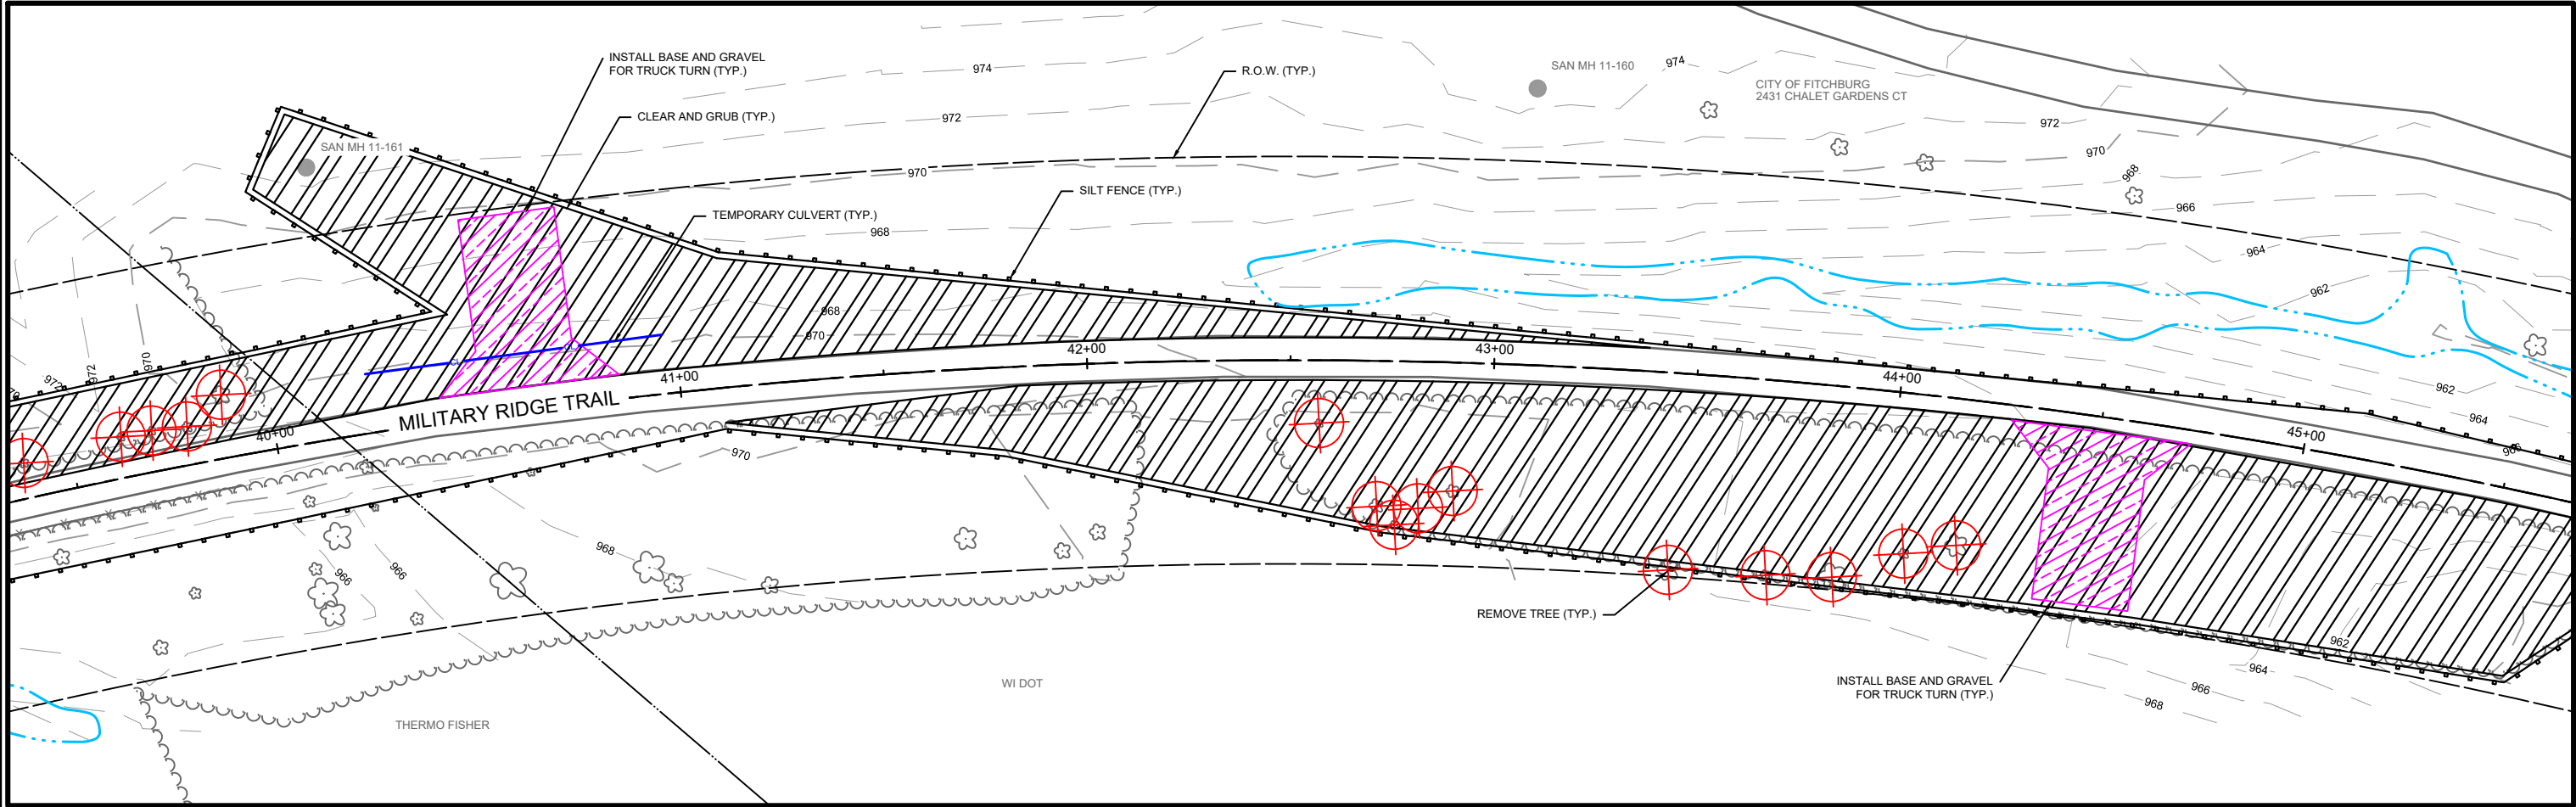 INSTALL BASE AND GRAVEL
FOR TRUCK TURN (TYP.)
CLEAR AND GRUB (TYP.)
974
R.O.W. (TYP.)
SAN MH 11-160
974
CITY OF FITCHBURG
2431 CHALET GARDENS CT
972
972
SAN MH 11-161
970
970
968
SILT FENCE (TYP.)
TEMPORARY CULVERT (TYP.)
968
966
964
962
968
970
970
972
972
40+00
MILITARY RIDGE TRAIL
41+00
42+00
43+00
44+00
45+00
962
964
966
970
968
966
966
REMOVE TREE (TYP.)
INSTALL BASE AND GRAVEL
FOR TRUCK TURN (TYP.)
962
964
966
968
WI DOT
THERMO FISHER